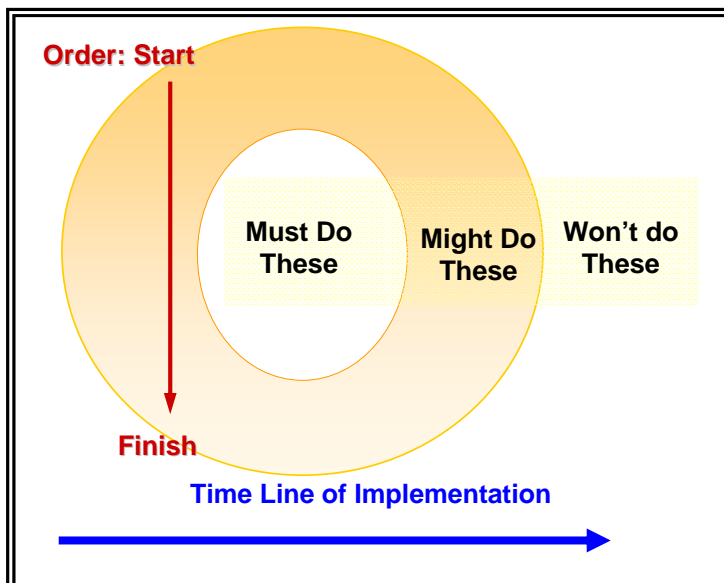 Order: Start
Must Do
These
Might Do
These
Won't do
These
Finish
Time Line of Implementation